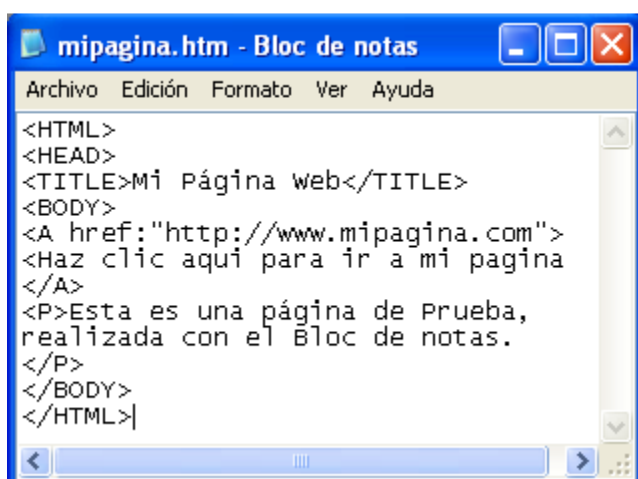 mipagina.htm - Bloc de notas
Archivo Edición Formato Ver Ayuda
<HTML>
<HEAD>
<TITLE>Mi Página Web</TITLE>
<BODY>
<A href:"http://www.mipagina.com">
<Haz clic aqui para ir a mi pagina
</A>
<P>Esta es una página de Prueba,
realizada con el Bloc de notas.
</P>
</BODY>
</HTML>